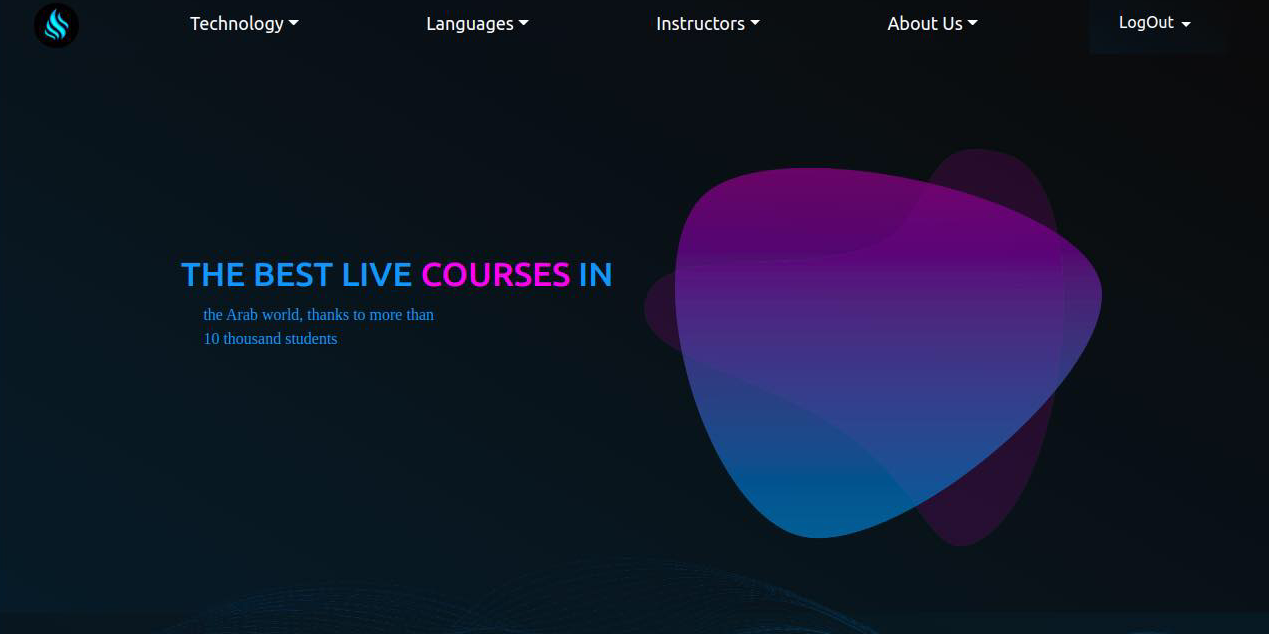 Technology
Languages
Instructors
About Us
LogOut
THE BEST LIVE COURSES IN
the Arab world, thanks to more than
10 thousand students